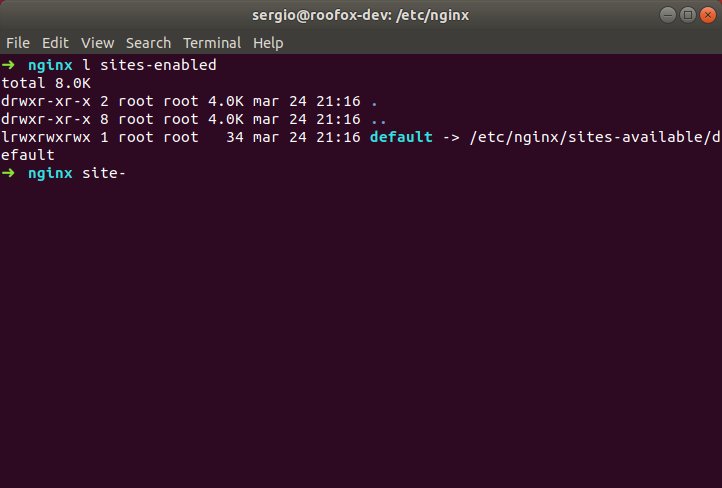 sergio@roofox-dev: /etc/nginx
File Edit View Search Terminal Help
➜ nginx l sites-enabled
total 8.0K
drwxr-xr-x 2 root root 4.0K mar 24 21:16 .
drwxr-xr-x 8 root root 4.0K mar 24 21:16 ..
lrwxrwxrwx 1 root root   34 mar 24 21:16 default -> /etc/nginx/sites-available/d
efault
➜ nginx site-